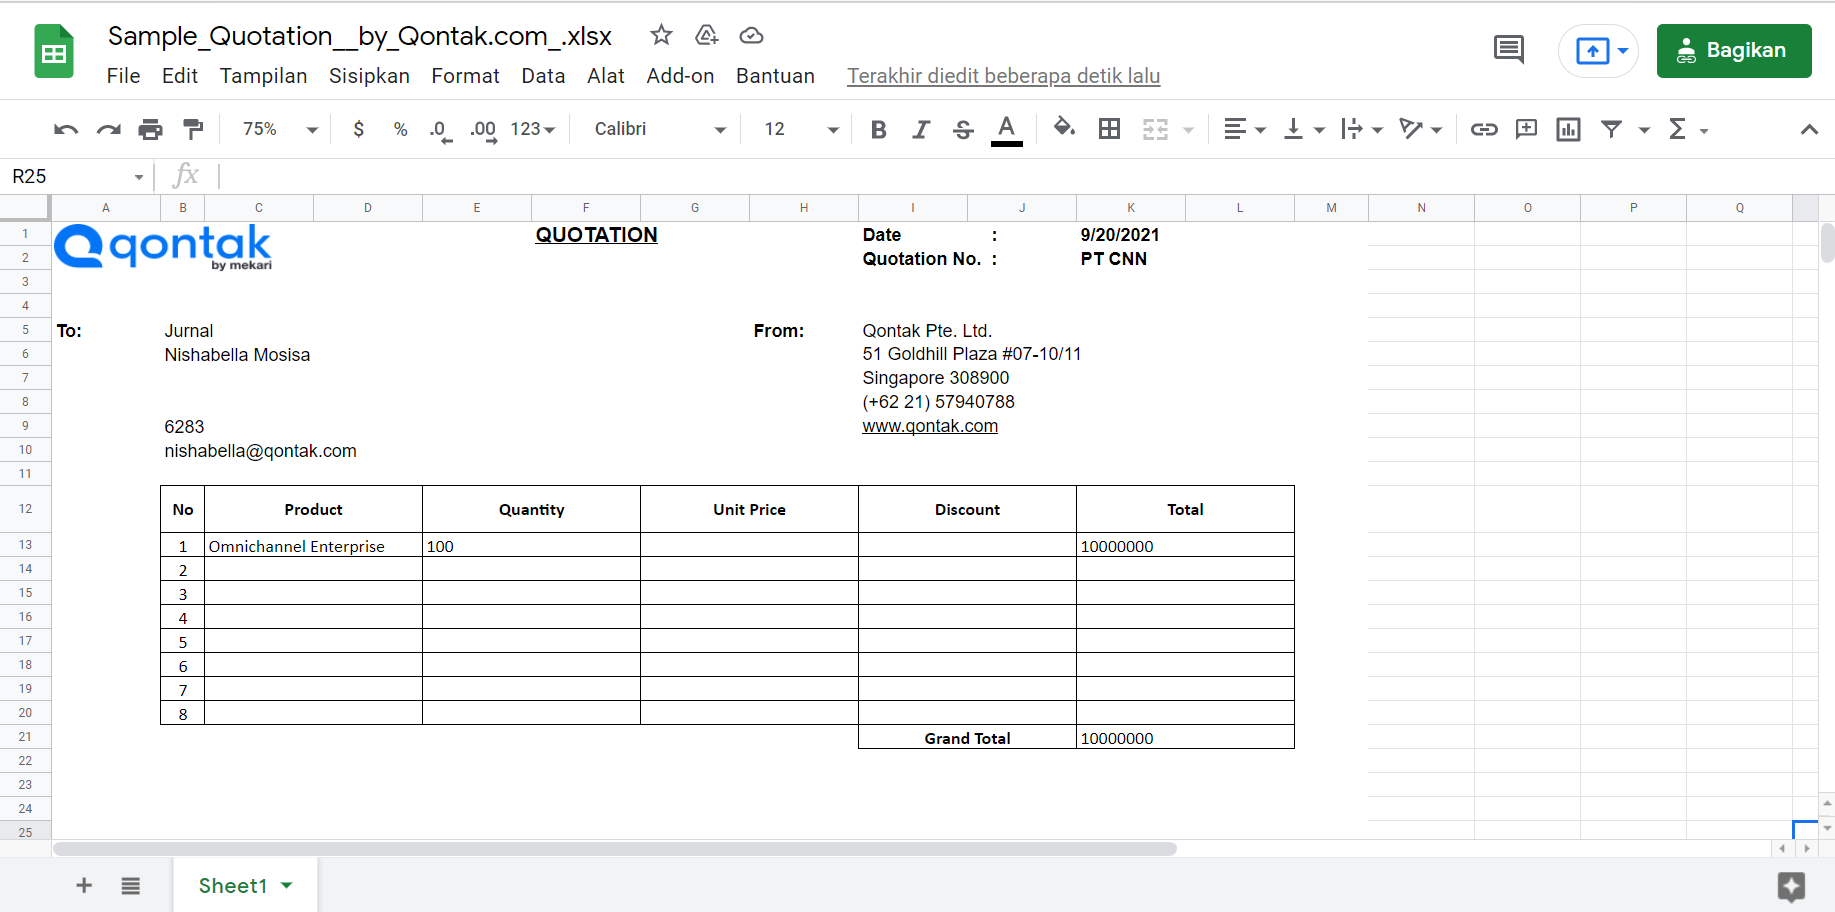 Sample_Quotation__by_Qontak.com_.xlsx
File Edit Tampilan Sisipkan Format Data Alat Add-on Bantuan Terakhir diedit beberapa detik lalu
Bagikan
75% $ % .0 .00 123 Calibri 12 B I S A
R25 fx
A B C D E F G H I J K L M N O P Q
1 qontak QUOTATION Date : 9/20/2021
2 by mekari Quotation No. : PT CNN
3
4
5 To: Jurnal From: Qontak Pte. Ltd.
6 Nishabella Mosisa 51 Goldhill Plaza #07-10/11
7 Singapore 308900
8 (+62 21) 57940788
9 6283 www.qontak.com
10 nishabella@qontak.com
11
12 No Product Quantity Unit Price Discount Total
13 1 Omnichannel Enterprise 100 10000000
14 2
15 3
16 4
17 5
18 6
19 7
20 8
21 Grand Total 10000000
22
23
24
25
Sheet1